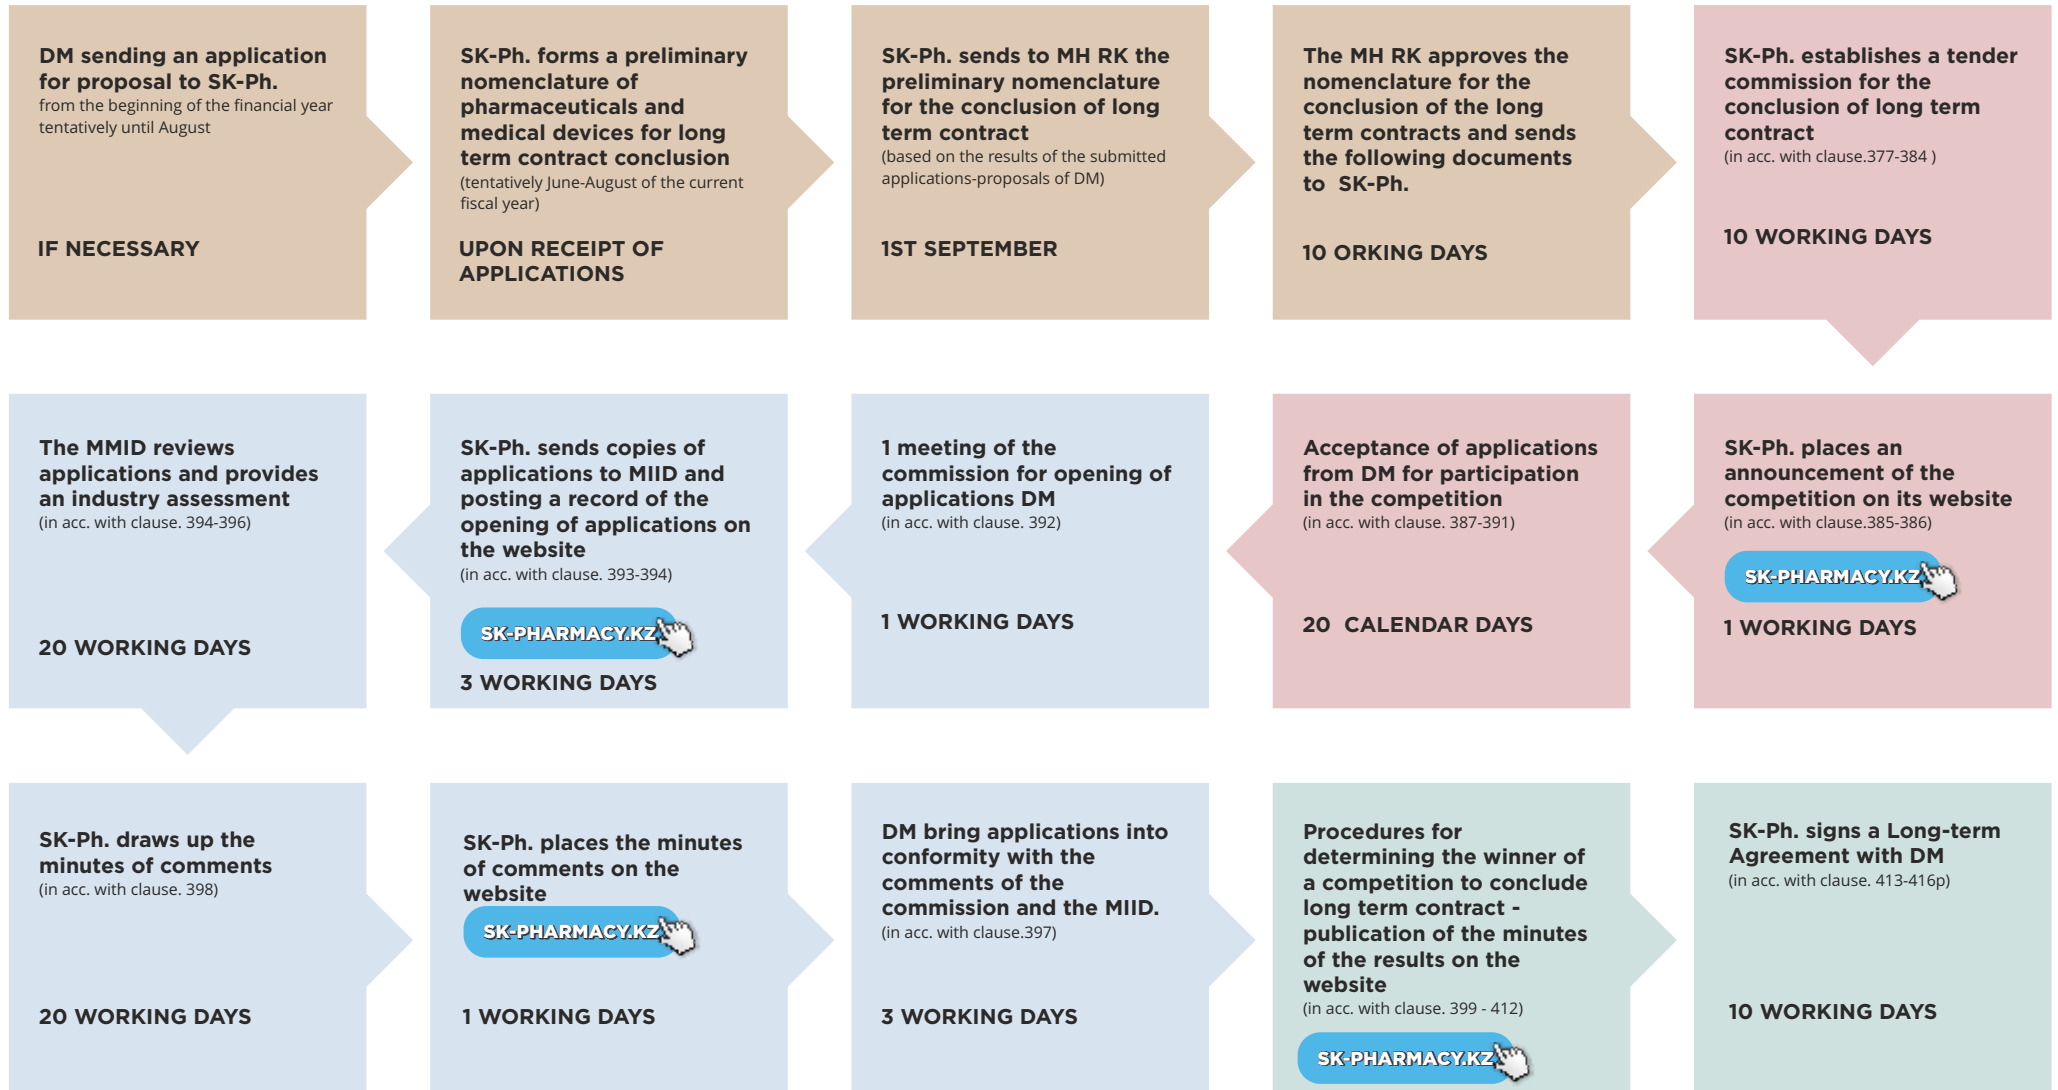 DM sending an application
for proposal to SK-Ph.
from the beginning of the financial year
tentatively until August
IF NECESSARY
SK-Ph. forms a preliminary
nomenclature of
pharmaceuticals and
medical devices for long
term contract conclusion
(tentatively June-August of the current
fiscal year)
UPON RECEIPT OF
APPLICATIONS
SK-Ph. sends to MH RK the
preliminary nomenclature
for the conclusion of long
term contract
(based on the results of the submitted
applications-proposals of DM)
1ST SEPTEMBER
The MH RK approves the
nomenclature for the
conclusion of the long
term contracts and sends
the following documents
to SK-Ph.
10 ORKING DAYS
SK-Ph. establishes a tender
commission for the
conclusion of long term
contract
(in acc. with clause.377-384 )
10 WORKING DAYS
SK-Ph. places an
announcement of the
competition on its website
(in acc. with clause.385-386)
SK-PHARMACY.KZ
1 WORKING DAYS
Acceptance of applications
from DM for participation
in the competition
(in acc. with clause. 387-391)
20 CALENDAR DAYS
1 meeting of the
commission for opening of
applications DM
(in acc. with clause. 392)
1 WORKING DAYS
SK-Ph. sends copies of
applications to MIID and
posting a record of the
opening of applications on
the website
(in acc. with clause. 393-394)
SK-PHARMACY.KZ
3 WORKING DAYS
The MMID reviews
applications and provides
an industry assessment
(in acc. with clause. 394-396)
20 WORKING DAYS
SK-Ph. draws up the
minutes of comments
(in acc. with clause. 398)
20 WORKING DAYS
SK-Ph. places the minutes
of comments on the
website
SK-PHARMACY.KZ
1 WORKING DAYS
DM bring applications into
conformity with the
comments of the
commission and the MIID.
(in acc. with clause.397)
3 WORKING DAYS
Procedures for
determining the winner of
a competition to conclude
long term contract -
publication of the minutes
of the results on the
website
(in acc. with clause. 399 - 412)
SK-PHARMACY.KZ
SK-Ph. signs a Long-term
Agreement with DM
(in acc. with clause. 413-416p)
10 WORKING DAYS